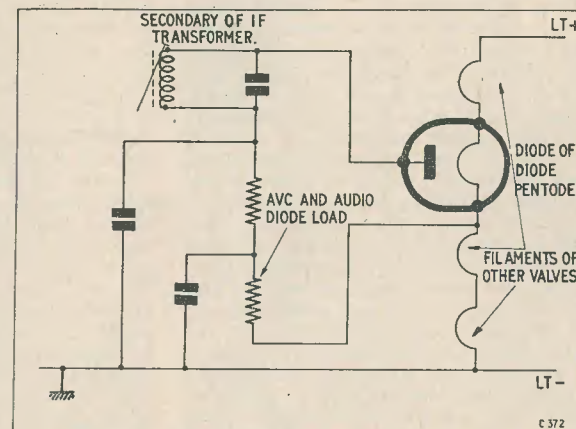 SECONDARY OF IF
TRANSFORMER.
LT+
DIODE OF
DIODE
PENTODE
AVC AND AUDIO
DIODE LOAD
FILAMENTS OF
OTHER VALVES
LT-
C 372